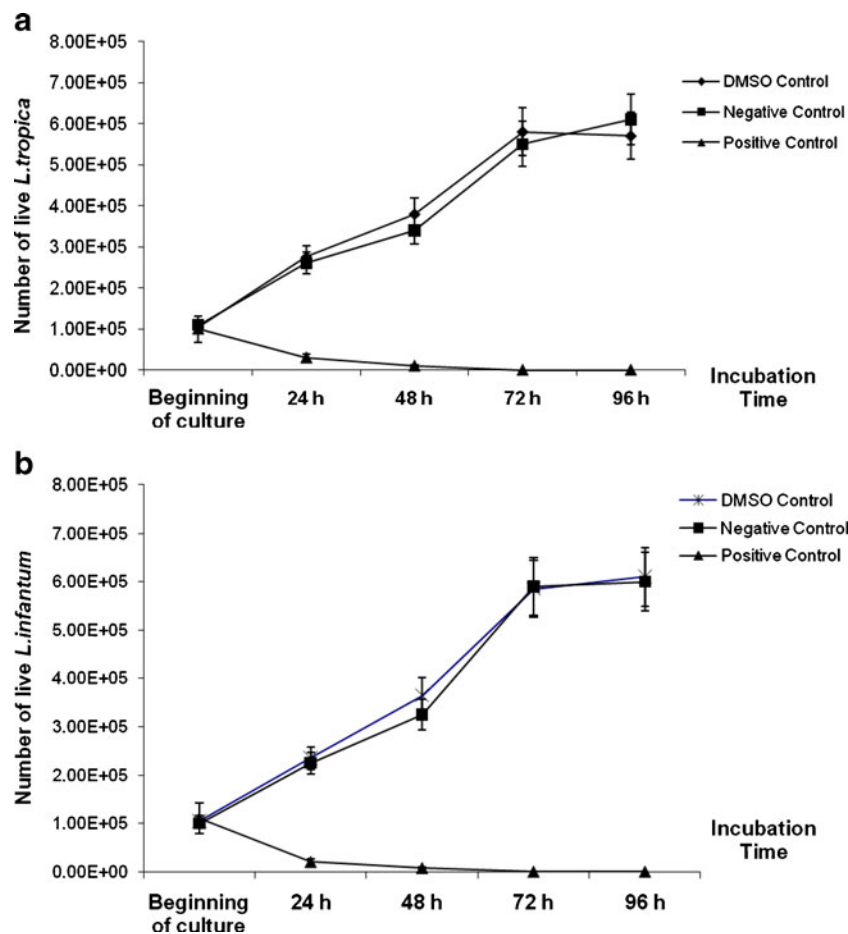 a
8.00E+05
7.00E+05
6.00E+05
5.00E+05
4.00E+05
3.00E+05
2.00E+05
1.00E+05
0.00E+00
Number of live L.tropica
DMSO Control
Negative Control
Positive Control
Beginning
of culture
24 h
48 h
72 h
96 h
Incubation
Time
b
8.00E+05
7.00E+05
6.00E+05
5.00E+05
4.00E+05
3.00E+05
2.00E+05
1.00E+05
0.00E+00
Number of live L.infantum
DMSO Control
Negative Control
Positive Control
Beginning
of culture
24 h
48 h
72 h
96 h
Incubation
Time